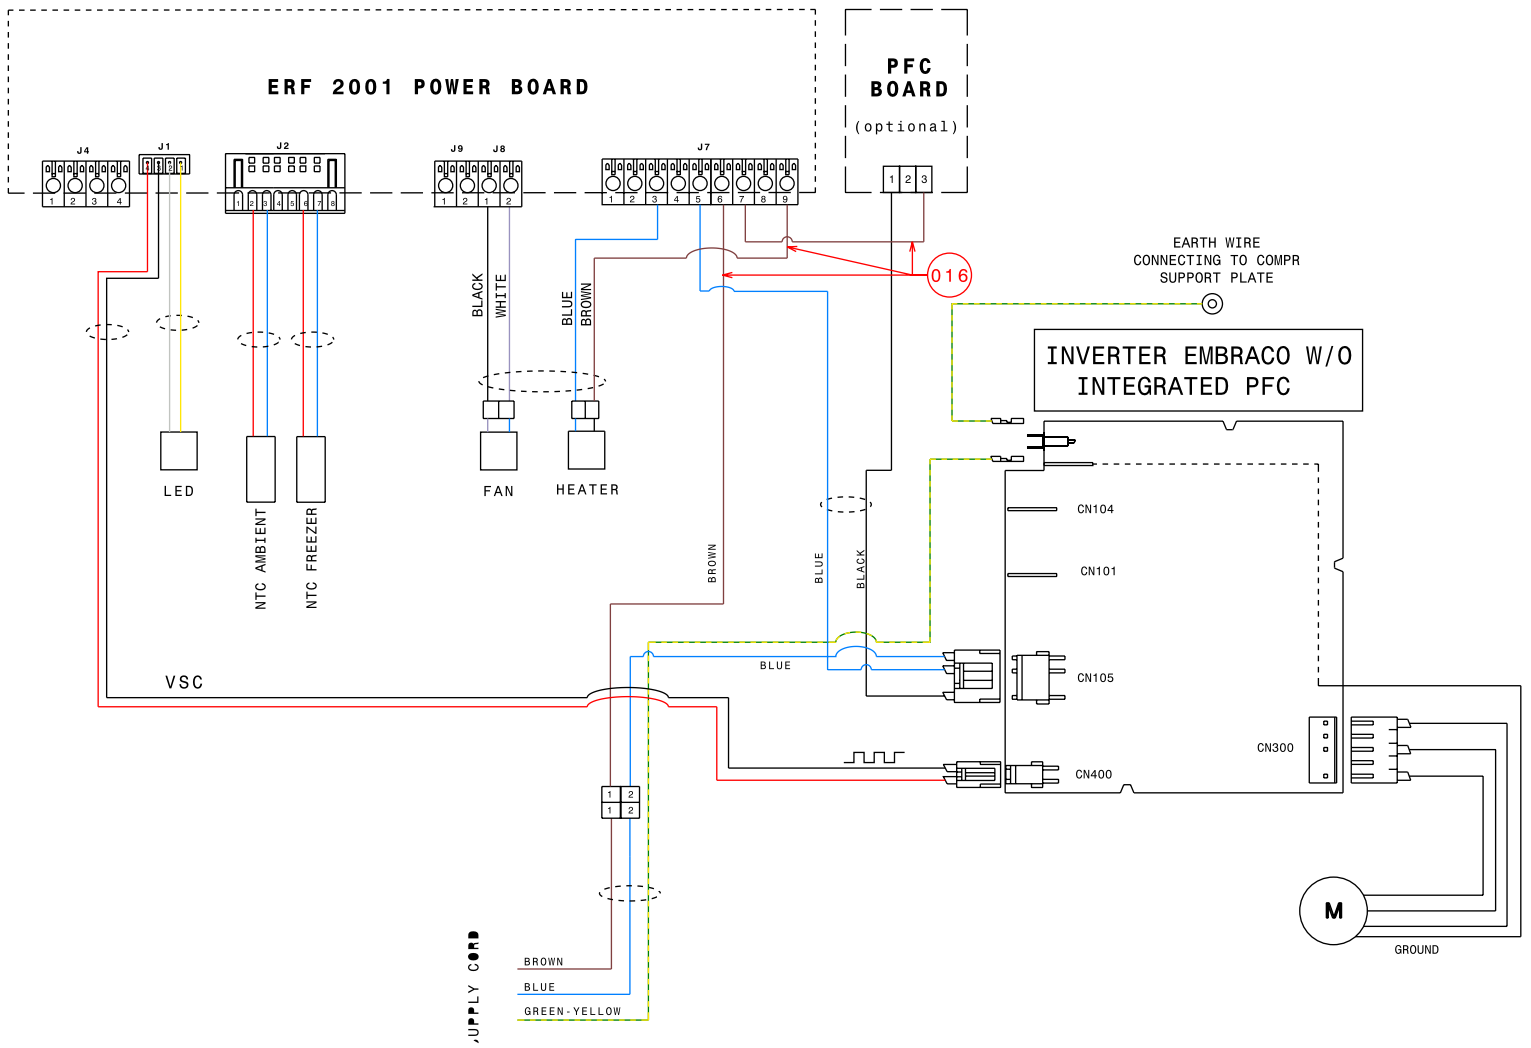 ERF 2001 POWER BOARD
PFC
BOARD
(optional)
J4
J1
J2
J9
J8
J7
1 2 3 4
1 2 3 4 5 6 7 8
1 2 1 2
1 2 3 4 5 6 7 8 9
1 2 3
EARTH WIRE
CONNECTING TO COMPR
SUPPORT PLATE
016
BLACK
WHITE
BLUE
BROWN
INVERTER EMBRACO W/O
INTEGRATED PFC
LED
NTC AMBIENT
NTC FREEZER
FAN
HEATER
CN104
CN101
BROWN
BLUE
BLACK
BLUE
CN105
VSC
CN300
CN400
1 2
1 2
M
GROUND
UPPLY CORD
BROWN
BLUE
GREEN-YELLOW